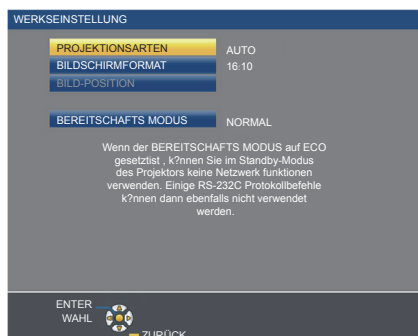 WERKSEINSTELLUNG
PROJEKTIONSARTEN AUTO
BILDSCHIRMFORMAT 16:10
BILD-POSITION
BEREITSCHAFTS MODUS NORMAL
Wenn der BEREITSCHAFTS MODUS auf ECO
gesetztist , k?nnen Sie im Standby-Modus
des Projektors keine Netzwerk funktionen
verwenden. Einige RS-232C Protokollbefehle
k?nnen dann ebenfalls nicht verwendet
werden.
ENTER
WAHL
ZURÜCK